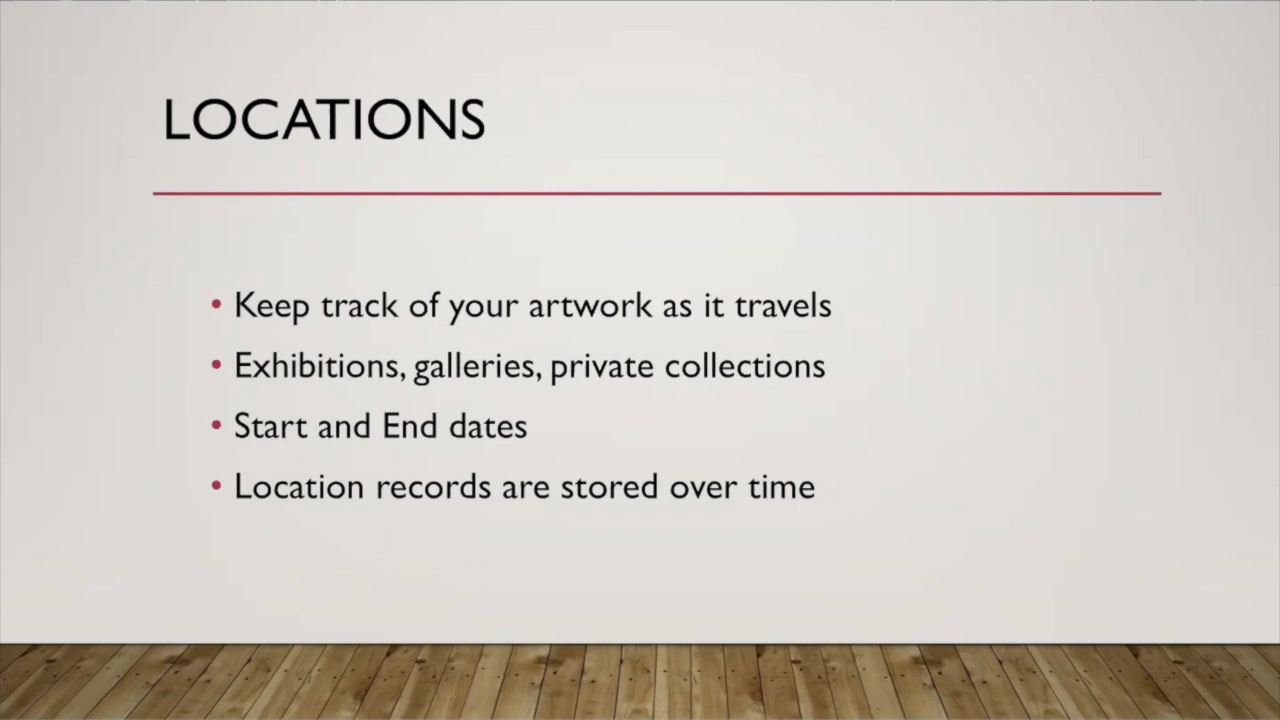 LOCATIONS
• Keep track of your artwork as it travels
• Exhibitions, galleries, private collections
• Start and End dates
• Location records are stored over time